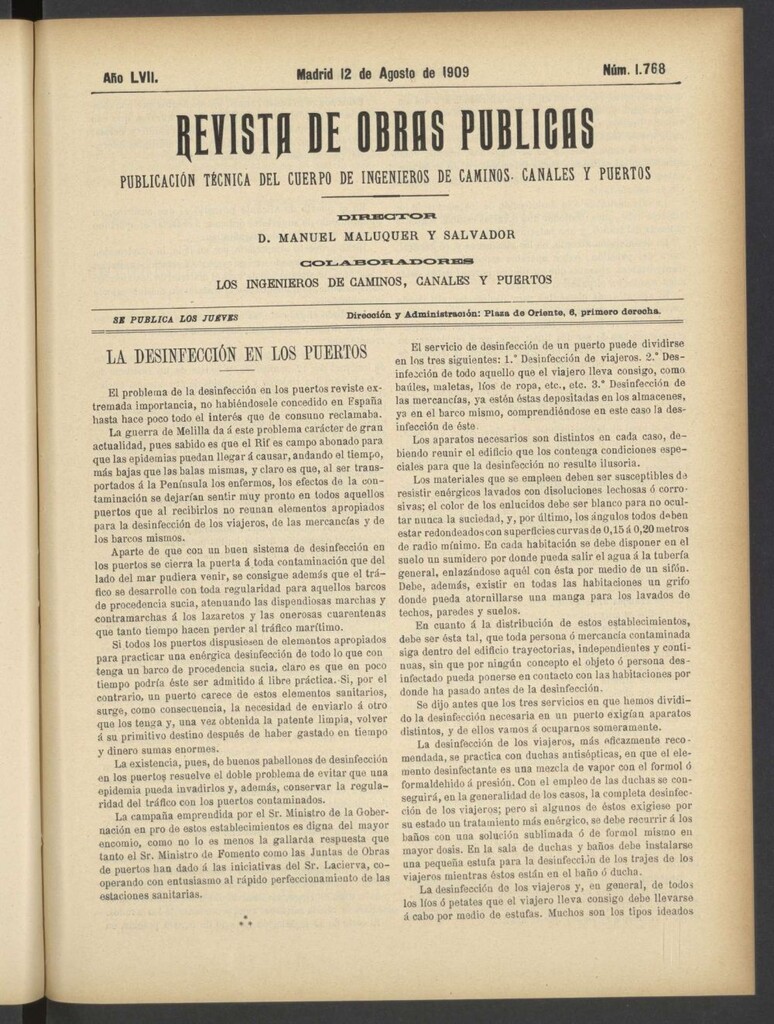 Año LVII.
Madrid 12 de Agosto de 1909
Núm. 1.768
REVISTA DE OBRAS PUBLICAS
PUBLICACIÓN TÉCNICA DEL CUERPO DE INGENIEROS DE CAMINOS. CANALES Y PUERTOS
DIRECTOR
D. MANUEL MALUQUER Y SALVADOR
COLABORADORES
LOS INGENIEROS DE CAMINOS, CANALES Y PUERTOS
SE PUBLICA LOS JUEVES
Dirección y Administración: Plaza de Oriente, 6, primero derecha.
LA DESINFECCIÓN EN LOS PUERTOS
El problema de la desinfección en los puertos reviste ex-
tremada importancia, no habiéndosele concedido en España
hasta hace poco todo el interés que de consuno reclamaba.
La guerra de Melilla da á este problema carácter de gran
actualidad, pues sabido es que el Rif es campo abonado para
que las epidemias puedan llegar á causar, andando el tiempo,
más bajas que las balas mismas, y claro es que, al ser trans-
portados á la Península los enfermos, los efectos de la con-
taminación se dejarían sentir muy pronto en todos aquellos
puertos que al recibirlos no reunan elementos apropiados
para la desinfección de los viajeros, de las mercancías y de
los barcos mismos.
Aparte de que con un buen sistema de desinfección en
los puertos se cierra la puerta á toda contaminación que del
lado del mar pudiera venir, se consigue además que el trá-
fico se desarrolle con toda regularidad para aquellos barcos
de procedencia sucia, atenuando las dispendiosas marchas y
contramarchas á los lazaretos y las onerosas cuarentenas
que tanto tiempo hacen perder al tráfico marítimo.
Si todos los puertos dispusiesen de elementos apropiados
para practicar una enérgica desinfección de todo lo que con-
tenga un barco de procedencia sucia, claro es que en poco
tiempo podría éste ser admitido á libre práctica. Si, por el
contrario, un puerto carece de estos elementos sanitarios,
surge, como consecuencia, la necesidad de enviarlo á otro
que los tenga y, una vez obtenida la patente limpia, volver
á su primitivo destino después de haber gastado en tiempo
y dinero sumas enormes.
La existencia, pues, de buenos pabellones de desinfección
en los puertos resuelve el doble problema de evitar que una
epidemia pueda invadirlos y, además, conservar la regula-
ridad del tráfico con los puertos contaminados.
La campaña emprendida por el Sr. Ministro de la Gober-
nación en pro de estos establecimientos es digna del mayor
encomio, como no lo es menos la gallarda respuesta que
tanto el Sr. Ministro de Fomento como las Juntas de Obras
de puertos han dado á las iniciativas del Sr. Lacierva, co-
operando con entusiasmo al rápido perfeccionamiento de las
estaciones sanitarias.
El servicio de desinfección de un puerto puede dividirse
en los tres siguientes: 1.º Desinfección de viajeros. 2.º Des-
infección de todo aquello que el viajero lleva consigo, como
baúles, maletas, líos de ropa, etc., etc. 3.º Desinfección de
las mercancías, ya estén éstas depositadas en los almacenes,
ya en el barco mismo, comprendiéndose en este caso la des-
infección de éste.
Los aparatos necesarios son distintos en cada caso, de-
biendo reunir el edificio que los contenga condiciones espe-
ciales para que la desinfección no resulte ilusoria.
Los materiales que se empleen deben ser susceptibles de
resistir enérgicos lavados con disoluciones lechosas ó corro-
sivas; el color de los enlucidos debe ser blanco para no ocul-
tar nunca la suciedad, y, por último, los ángulos todos deben
estar redondeados con superficies curvas de 0,15 á 0,20 metros
de radio mínimo. En cada habitación se debe disponer en el
suelo un sumidero por donde pueda salir el agua á la tubería
general, enlazándose aquél con ésta por medio de un sifón.
Debe, además, existir en todas las habitaciones un grifo
donde pueda atornillarse una manga para los lavados de
techos, paredes y suelos.
En cuanto á la distribución de estos establecimientos,
debe ser ésta tal, que toda persona ó mercancía contaminada
siga dentro del edificio trayectorias, independientes y conti-
nuas, sin que por ningún concepto el objeto ó persona des-
infectado pueda ponerse en contacto con las habitaciones por
donde ha pasado antes de la desinfección.
Se dijo antes que los tres servicios en que hemos dividi-
do la desinfección necesaria en un puerto exigían aparatos
distintos, y de ellos vamos á ocuparnos someramente.
La desinfección de los viajeros, más eficazmente reco-
mendada, se practica con duchas antisépticas, en que el ele-
mento desinfectante es una mezcla de vapor con el formol ó
formaldehido á presión. Con el empleo de las duchas se con-
seguirá, en la generalidad de los casos, la completa desinfec-
ción de los viajeros; pero si algunos de éstos exigiese por
su estado un tratamiento más enérgico, se debe recurrir á los
baños con una solución sublimada ó de formol mismo en
mayor dosis. En la sala de duchas y baños debe instalarse
una pequeña estufa para la desinfección de los trajes de los
viajeros mientras éstos están en el baño ó ducha.
La desinfección de los viajeros y, en general, de todos
los líos ó petates que el viajero lleva consigo debe llevarse
á cabo por medio de estufas. Muchos son los tipos ideados